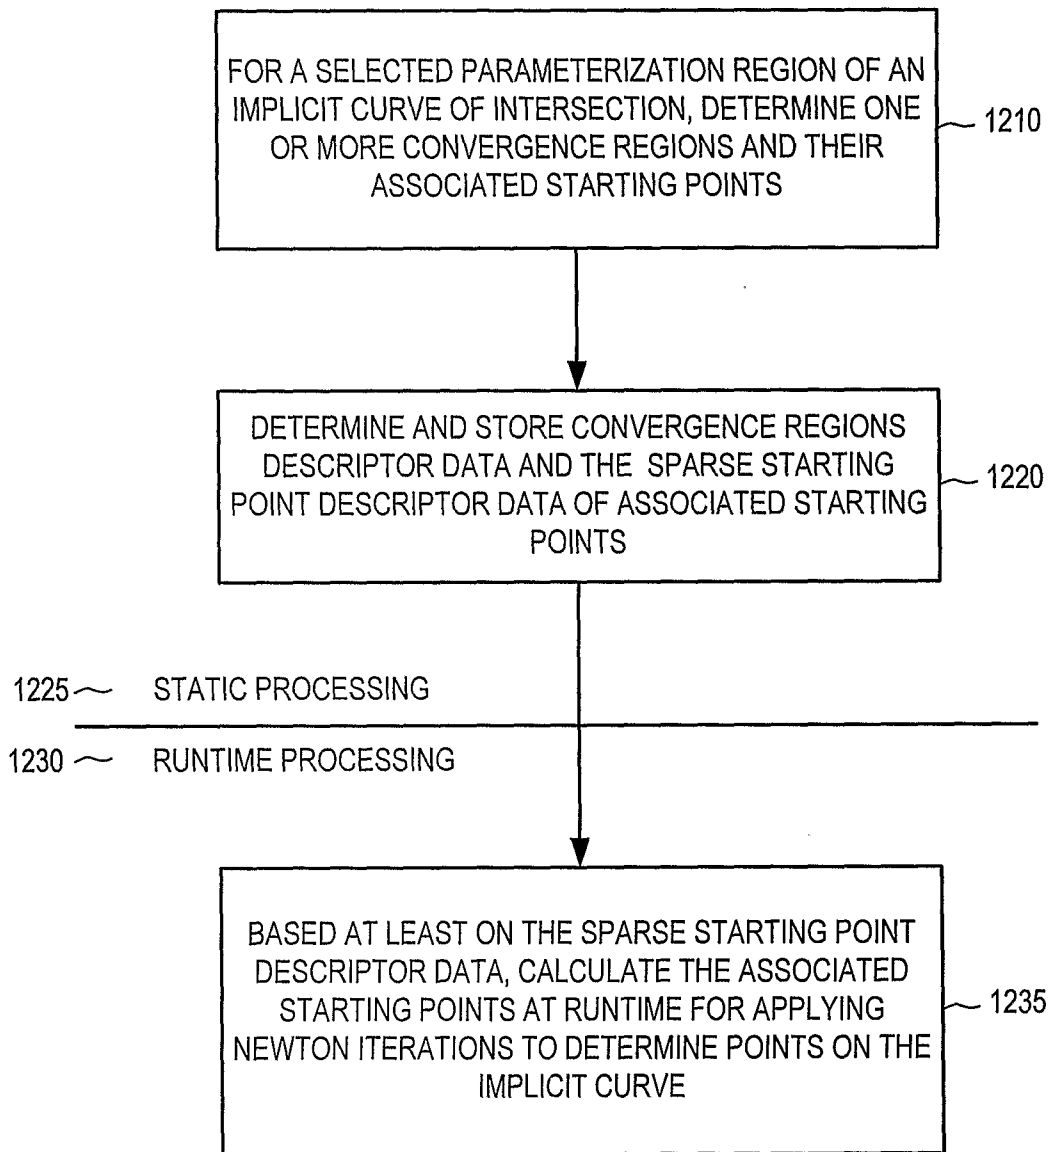 FOR A SELECTED PARAMETERIZATION REGION OF AN
IMPLICIT CURVE OF INTERSECTION, DETERMINE ONE
OR MORE CONVERGENCE REGIONS AND THEIR
ASSOCIATED STARTING POINTS
1210
DETERMINE AND STORE CONVERGENCE REGIONS
DESCRIPTOR DATA AND THE SPARSE STARTING
POINT DESCRIPTOR DATA OF ASSOCIATED STARTING
POINTS
1220
1225 STATIC PROCESSING
1230 RUNTIME PROCESSING
BASED AT LEAST ON THE SPARSE STARTING POINT
DESCRIPTOR DATA, CALCULATE THE ASSOCIATED
STARTING POINTS AT RUNTIME FOR APPLYING
NEWTON ITERATIONS TO DETERMINE POINTS ON THE
IMPLICIT CURVE
1235